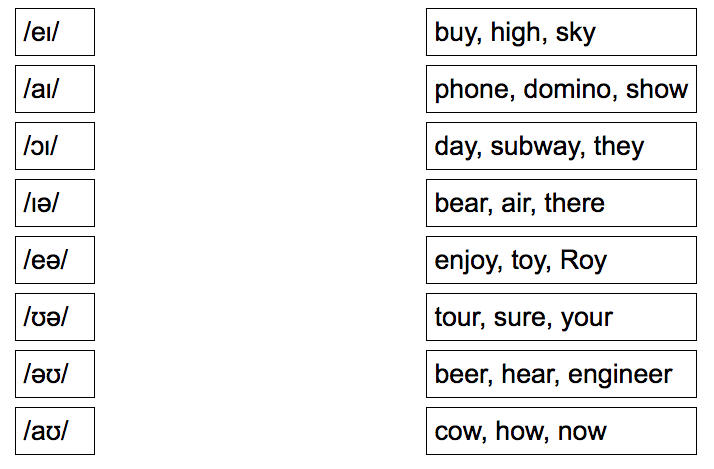 /eɪ/ buy, high, sky
/aɪ/ phone, domino, show
/ɔɪ/ day, subway, they
/ɪə/ bear, air, there
/eə/ enjoy, toy, Roy
/ʊə/ tour, sure, your
/əʊ/ beer, hear, engineer
/aʊ/ cow, how, now